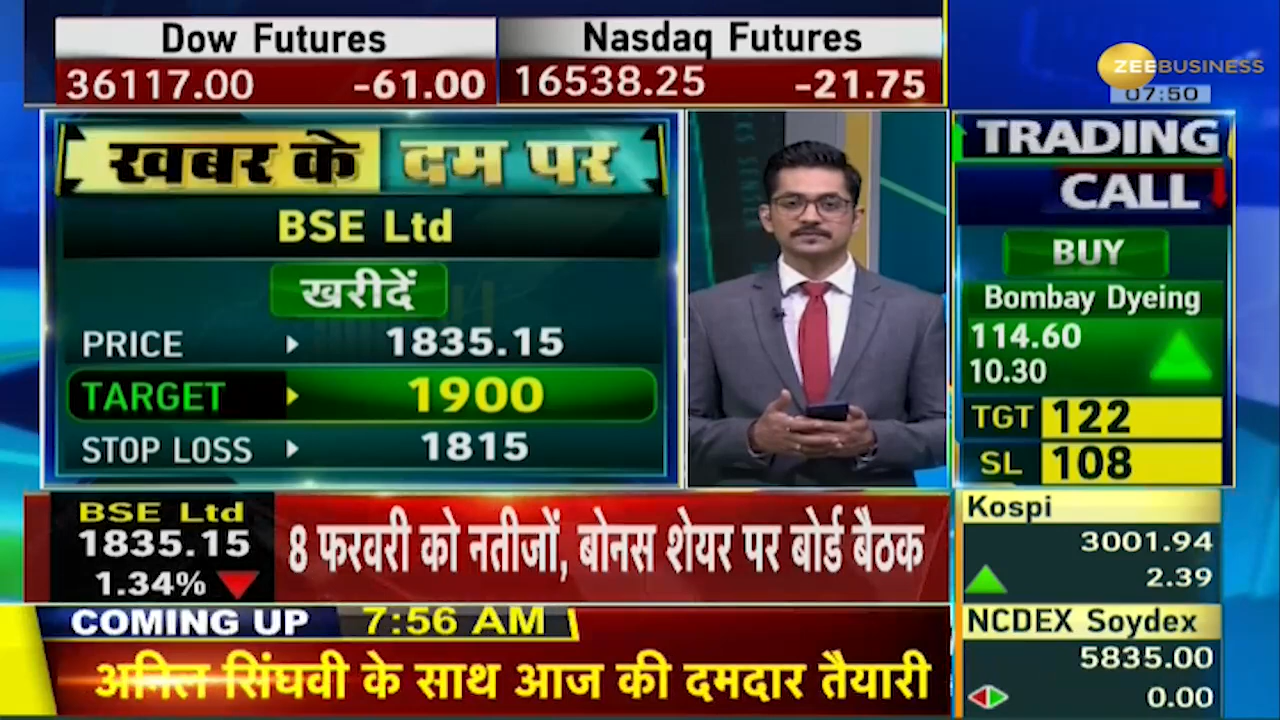 Dow Futures
36117.00 -61.00
Nasdaq Futures
16538.25 -21.75
ZEEBUSINESS
07:50
खबर के दम पर
BSE Ltd
खरीदें
PRICE 1835.15
TARGET 1900
STOP LOSS 1815
TRADING
CALL
BUY
Bombay Dyeing
114.60
10.30
TGT 122
SL 108
BSE Ltd
1835.15
1.34%
8 फरवरी को नतीजों, बोनस शेयर पर बोर्ड बैठक
Kospi
3001.94
2.39
NCDEX Soydex
5835.00
0.00
COMING UP 7:56 AM
अनिल सिंघवी के साथ आज की दमदार तैयारी